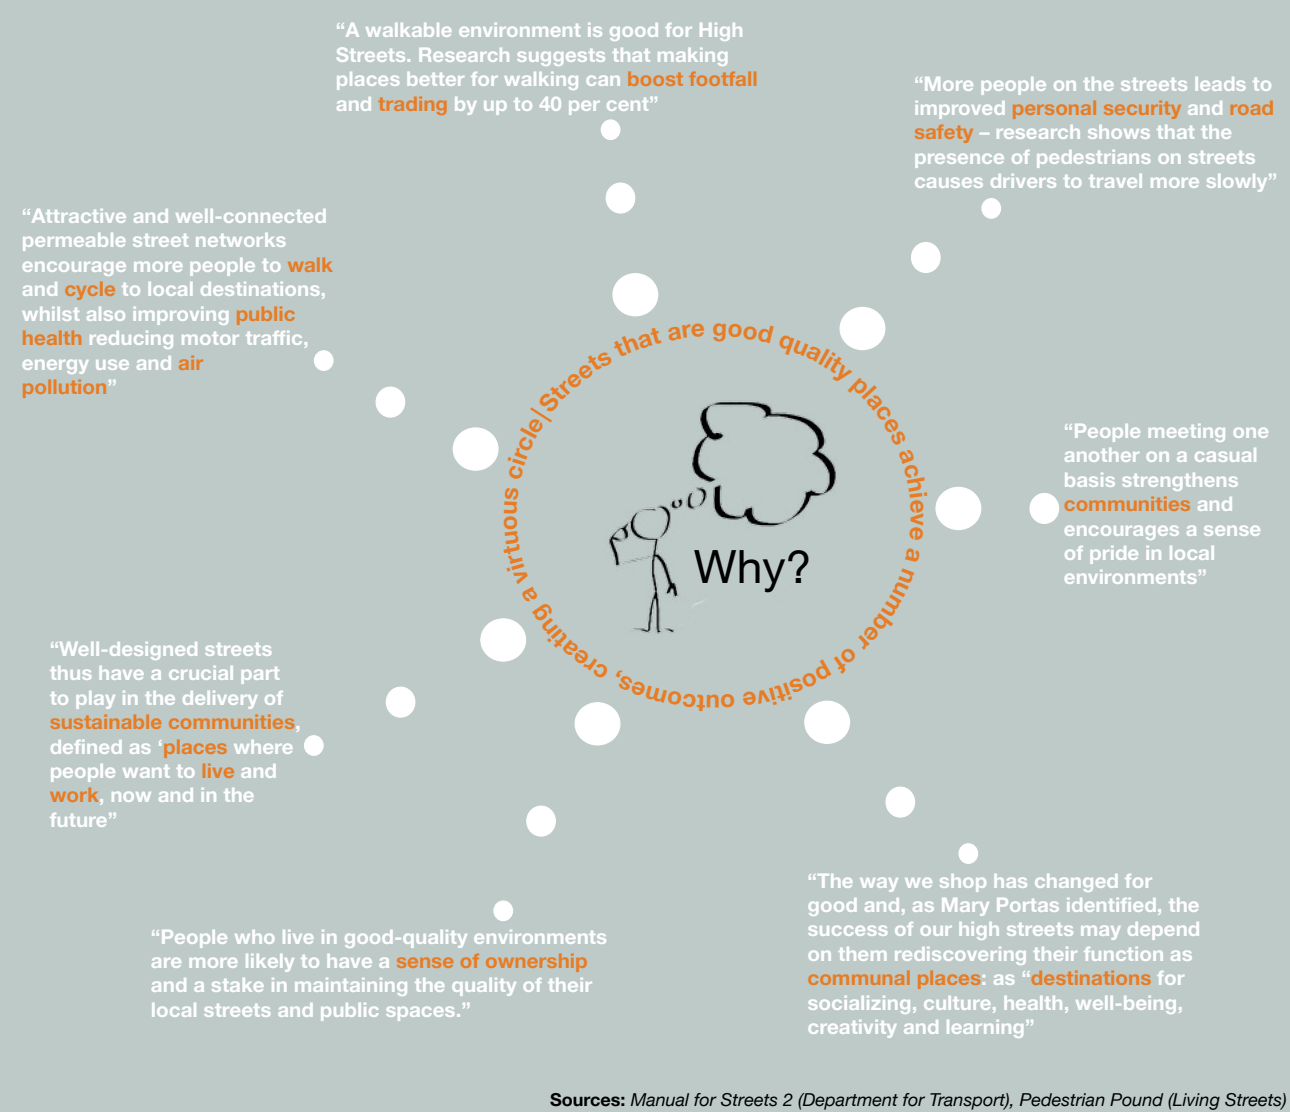 “A walkable environment is good for High
Streets. Research suggests that making
places better for walking can boost footfall
and trading by up to 40 per cent”
“More people on the streets leads to
improved personal security and road
safety – research shows that the
presence of pedestrians on streets
causes drivers to travel more slowly”
“Attractive and well-connected
permeable street networks
encourage more people to walk
and cycle to local destinations,
whilst also improving public
health reducing motor traffic,
energy use and air
pollution”
Streets that are good quality places achieve a number of positive outcomes, creating a virtuous circle|
Why?
“People meeting one
another on a casual
basis strengthens
communities and
encourages a sense
of pride in local
environments”
“Well-designed streets
thus have a crucial part
to play in the delivery of
sustainable communities,
defined as ‘places where
people want to live and
work, now and in the
future”
“The way we shop has changed for
good and, as Mary Portas identified, the
success of our high streets may depend
on them rediscovering their function as
communal places: as “destinations for
socializing, culture, health, well-being,
creativity and learning”
“People who live in good-quality environments
are more likely to have a sense of ownership
and a stake in maintaining the quality of their
local streets and public spaces.”
Sources: Manual for Streets 2 (Department for Transport), Pedestrian Pound (Living Streets)